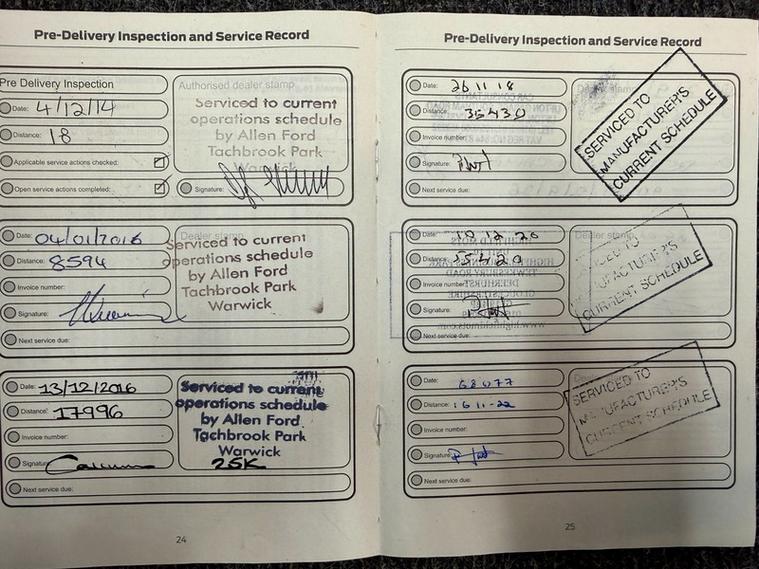 Pre-Delivery Inspection and Service Record
Pre Delivery Inspection
Date: 4/12/14
Distance: 18
Applicable service actions checked:
Open service actions completed:
Authorised dealer stamp
Serviced to current
operations schedule
by Allen Ford
Tachbrook Park
Warwick
Signature:
Date: 04/01/2016
Distance: 8594
Invoice number:
Signature:
Next service due:
Dealer stamp
Serviced to current
operations schedule
by Allen Ford
Tachbrook Park
Warwick
Date: 13/12/2016
Distance: 17996
Invoice number:
Signature:
Next service due:
Serviced to current
operations schedule
by Allen Ford
Tachbrook Park
Warwick
25K
24
Pre-Delivery Inspection and Service Record
Date: 26 11 18
Distance: 35430
Invoice number:
Signature:
Next service due:
SERVICED TO
MANUFACTURER'S
CURRENT SCHEDULE
Date: 10 12 20
Distance:
Invoice number:
Signature:
Next service due:
Dealer stamp
SERVICED TO
MANUFACTURER'S
CURRENT SCHEDULE
Date: 68077
Distance: 16 11-22
Invoice number:
Signature:
Next service due:
SERVICED TO
MANUFACTURER'S
CURRENT SCHEDULE
25